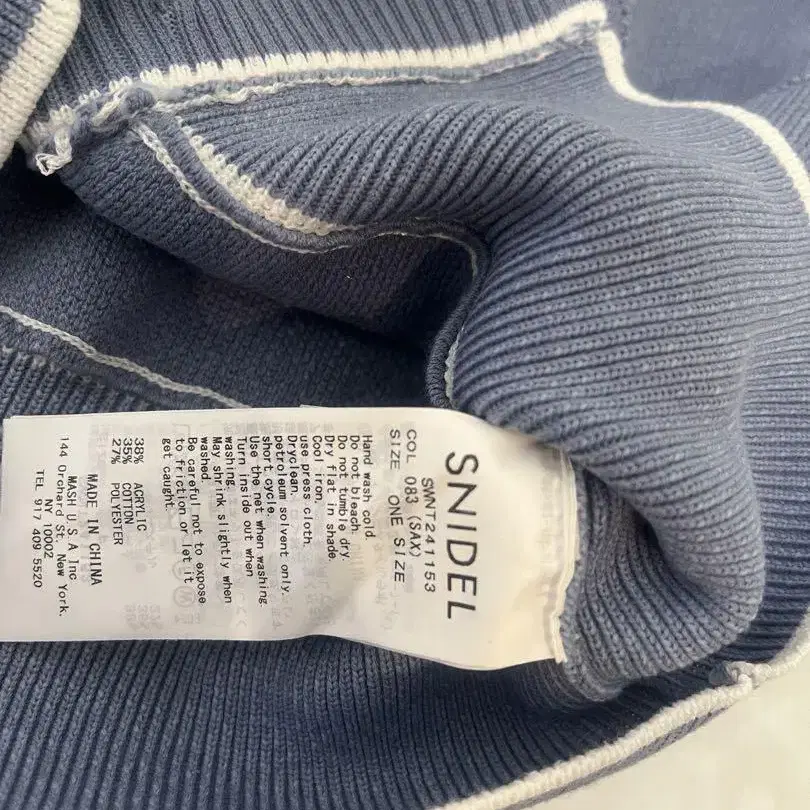 SNIDEL
SWNT241153
COL 083 (SAX)
SIZE ONE SIZE
Hand wash cold.
Do not bleach.
Do not tumble dry
Dry flat in shade.
Cool iron.
use press cloth.
Dryclean.
petroleum solvent only.
short cycle.
Use the net when washing.
Turn inside out when
washing.
May shrink slightly when
washed.
Be careful not to expose
to friction or let it
get caught.
38% ACRYLIC
35% COTTON
27% POLYESTER
MADE IN CHINA
MASH U S A Inc.
144 Orchard St. New York.
NY 10002
TEL 917 409 5520